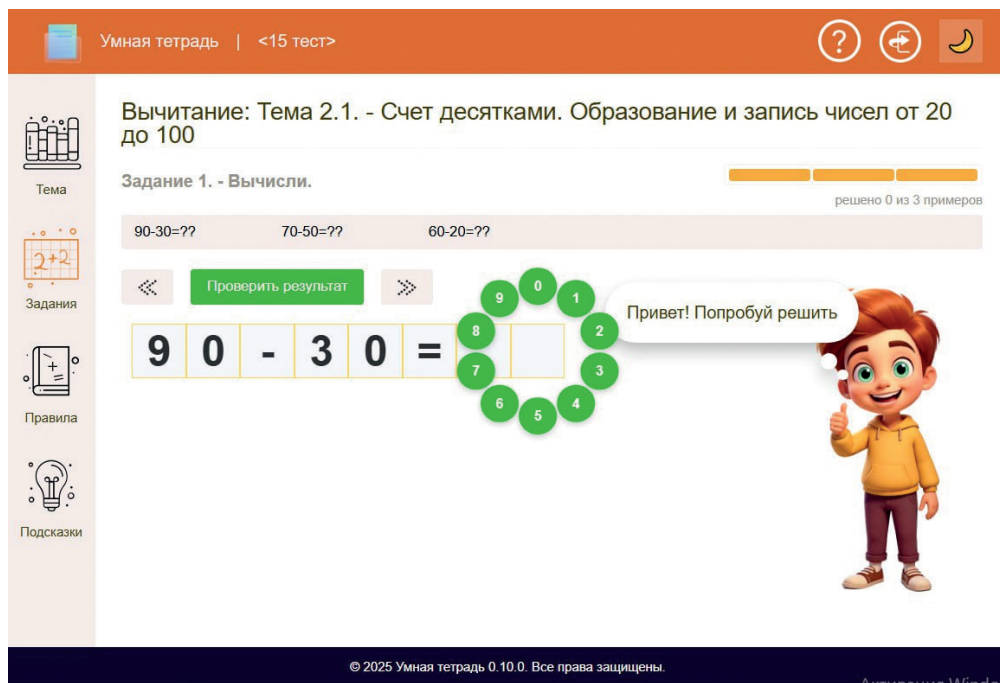 Умная тетрадь | <15 тест>
?
Вычитание: Тема 2.1. - Счет десятками. Образование и запись чисел от 20
до 100
Тема
Задание 1. - Вычисли.
решено 0 из 3 примеров
90-30=?? 70-50=?? 60-20=??
2+2
Задания
Проверить результат
0
1
2
3
4
5
6
7
8
9
Привет! Попробуй решить
9 0 - 3 0 =
Правила
Подсказки
© 2025 Умная тетрадь 0.10.0. Все права защищены.